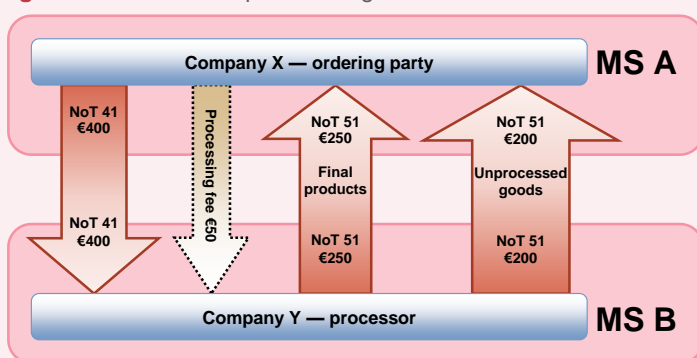 Company X — ordering party
MS A
NoT 41
€400
Processing fee €50
NoT 51
€250
NoT 51
€200
Final
products
Unprocessed
goods
NoT 41
€400
NoT 51
€250
NoT 51
€200
Company Y — processor
MS B